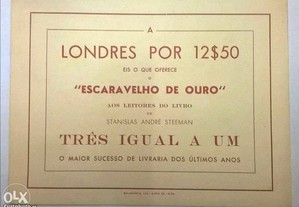 A
LONDRES POR 12$50
EIS O QUE OFERECE
O
"ESCARAVELHO DE OURO"
AOS LEITORES DO LIVRO
DE
STANISLAS ANDRÉ STEEMAN
TRÊS IGUAL A UM
O MAIOR SUCESSO DE LIVRARIA DOS ÚLTIMOS ANOS
OLX